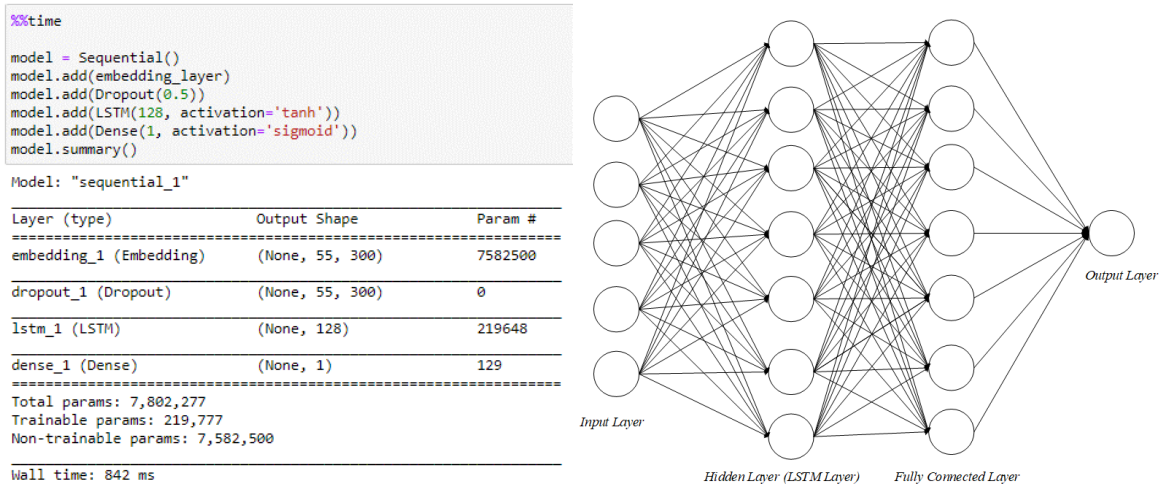 %%time
model = Sequential()
model.add(embedding_layer)
model.add(Dropout(0.5))
model.add(LSTM(128, activation='tanh'))
model.add(Dense(1, activation='sigmoid'))
model.summary()
Model: "sequential_1"
Layer (type) Output Shape Param #
embedding_1 (Embedding) (None, 55, 300) 7582500
dropout_1 (Dropout) (None, 55, 300) 0
lstm_1 (LSTM) (None, 128) 219648
dense_1 (Dense) (None, 1) 129
Total params: 7,802,277
Trainable params: 219,777
Non-trainable params: 7,582,500
Wall time: 842 ms
Input Layer
Hidden Layer (LSTM Layer)
Fully Connected Layer
Output Layer